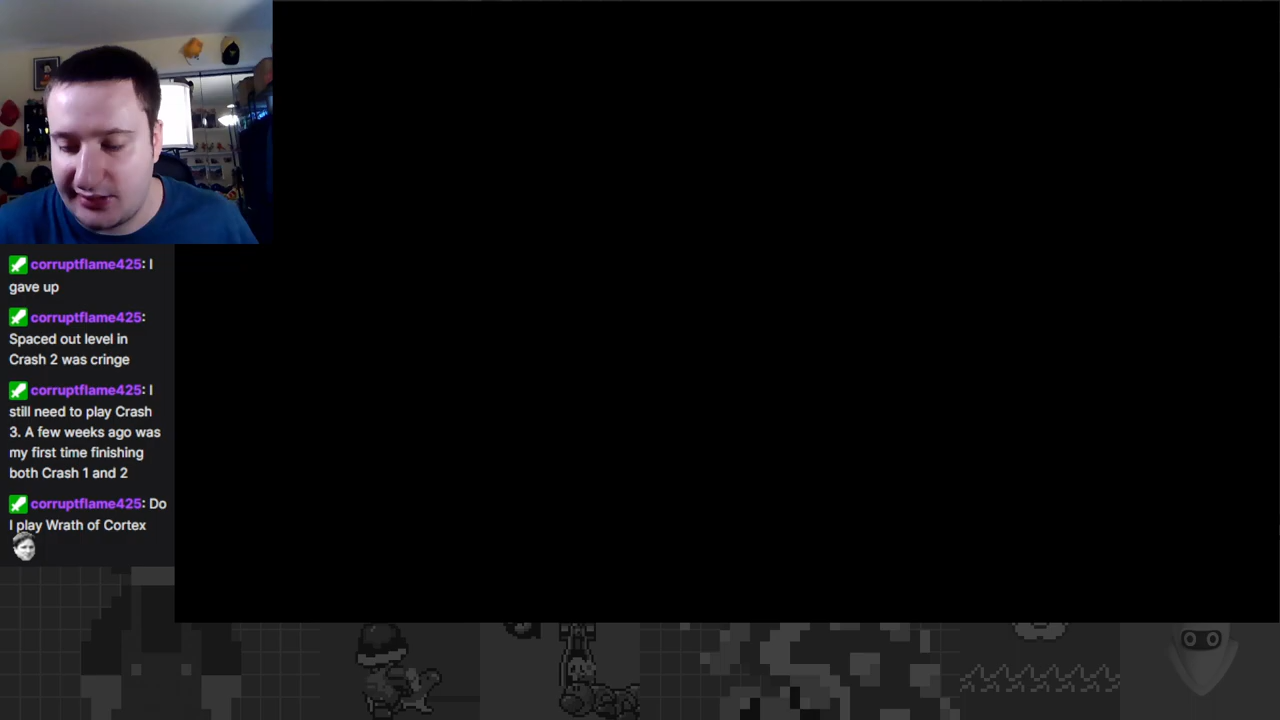 corruptflame425: I
gave up
corruptflame425:
Spaced out level in
Crash 2 was cringe
corruptflame425: I
still need to play Crash
3. A few weeks ago was
my first time finishing
both Crash 1 and 2
corruptflame425: Do
I play Wrath of Cortex